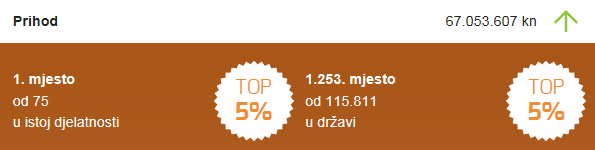 Prihod 67.053.607 kn
1. mjesto
od 75
u istoj djelatnosti
TOP
5%
1.253. mjesto
od 115.811
u državi
TOP
5%